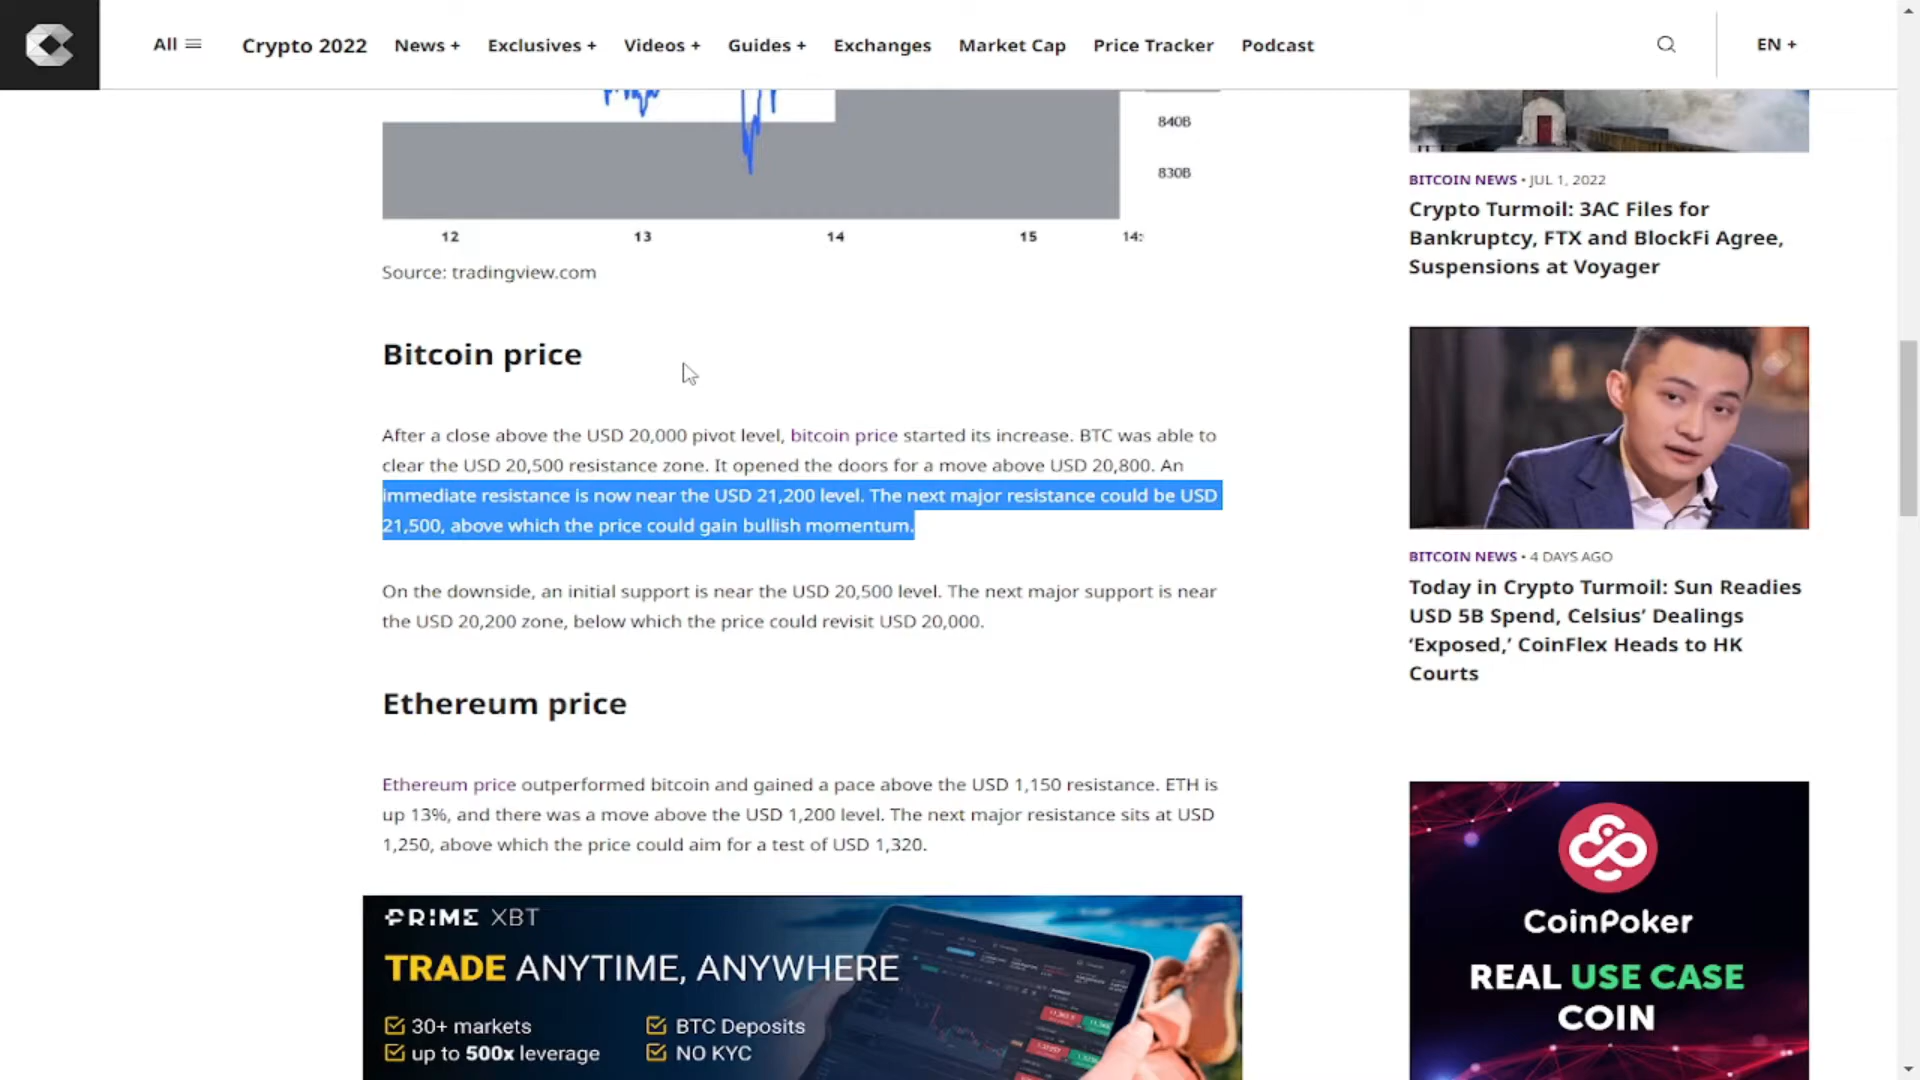 All
Crypto 2022
News +
Exclusives +
Videos +
Guides +
Exchanges
Market Cap
Price Tracker
Podcast
EN +
840B
830B
12
13
14
15
14:
Source: tradingview.com
Bitcoin price
After a close above the USD 20,000 pivot level, bitcoin price started its increase. BTC was able to
clear the USD 20,500 resistance zone. It opened the doors for a move above USD 20,800. An
immediate resistance is now near the USD 21,200 level. The next major resistance could be USD
21,500, above which the price could gain bullish momentum.
On the downside, an initial support is near the USD 20,500 level. The next major support is near
the USD 20,200 zone, below which the price could revisit USD 20,000.
Ethereum price
Ethereum price outperformed bitcoin and gained a pace above the USD 1,150 resistance. ETH is
up 13%, and there was a move above the USD 1,200 level. The next major resistance sits at USD
1,250, above which the price could aim for a test of USD 1,320.
PRIME XBT
TRADE ANYTIME, ANYWHERE
30+ markets
BTC Deposits
up to 500x leverage
NO KYC
BITCOIN NEWS • JUL 1, 2022
Crypto Turmoil: 3AC Files for
Bankruptcy, FTX and BlockFi Agree,
Suspensions at Voyager
BITCOIN NEWS • 4 DAYS AGO
Today in Crypto Turmoil: Sun Readies
USD 5B Spend, Celsius’ Dealings
‘Exposed,’ CoinFlex Heads to HK
Courts
CoinPoker
REAL USE CASE
COIN